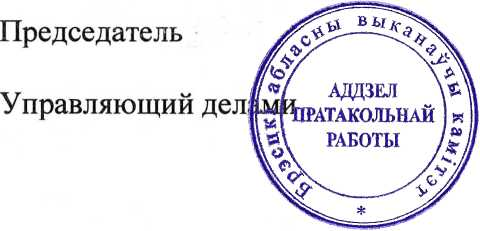 Председатель
Управляющий делами
Брэсцкі абласны выканаўчы камітэт
АДДЗЕЛ
ПРАТАКОЛЬНАЙ
РАБОТЫ
*